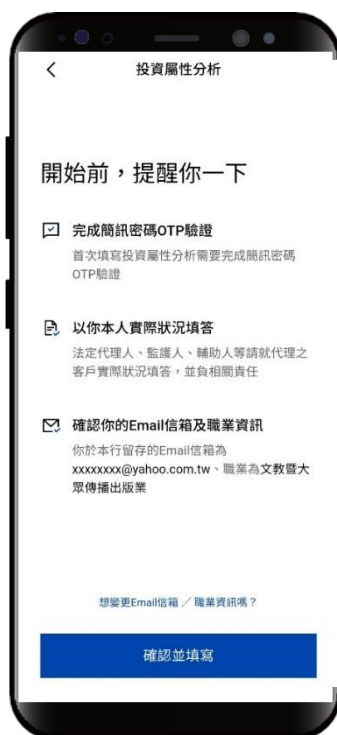 投資屬性分析
開始前，提醒你一下
完成簡訊密碼OTP驗證
首次填寫投資屬性分析需要完成簡訊密碼
OTP驗證
以你本人實際狀況填答
法定代理人、監護人、輔助人等請就代理之
客戶實際狀況填答，並負相關責任
確認你的Email信箱及職業資訊
你於本行留存的Email信箱為
xxxxxxxx@yahoo.com.tw、職業為文教暨大
眾傳播出版業
想變更Email信箱／職業資訊嗎？
確認並填寫